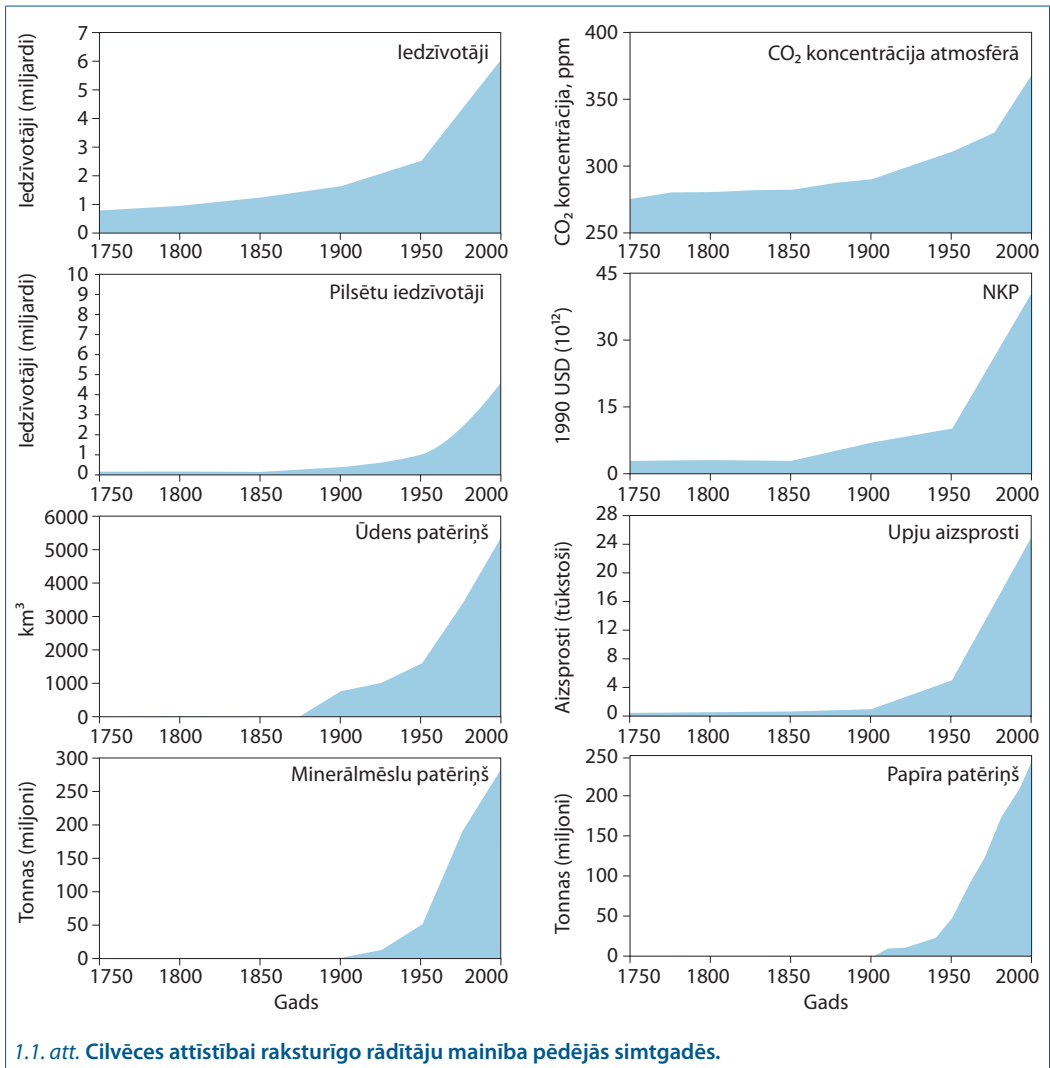 Iedzīvotāji
Iedzīvotāji (miljardi)
7
6
5
4
3
2
1
0
1750 1800 1850 1900 1950 2000
CO₂ koncentrācija atmosfērā
CO₂ koncentrācija, ppm
400
350
300
250
1750 1800 1850 1900 1950 2000
Pilsētu iedzīvotāji
Iedzīvotāji (miljardi)
10
9
8
7
6
5
4
3
2
1
0
1750 1800 1850 1900 1950 2000
NKP
1990 USD (10¹²)
45
30
15
0
1750 1800 1850 1900 1950 2000
Ūdens patēriņš
km³
6000
5000
4000
3000
2000
1000
0
1750 1800 1850 1900 1950 2000
Upju aizsprosti
Aizsprosti (tūkstoši)
28
24
20
16
12
8
4
0
1750 1800 1850 1900 1950 2000
Minerālmēslu patēriņš
Tonnas (miljoni)
300
250
200
150
100
50
0
1750 1800 1850 1900 1950 2000
Gads
Papīra patēriņš
Tonnas (miljoni)
250
200
150
100
50
0
1750 1800 1850 1900 1950 2000
Gads
1.1. att. Cilvēces attīstībai raksturīgo rādītāju mainība pēdējās simtgadēs.